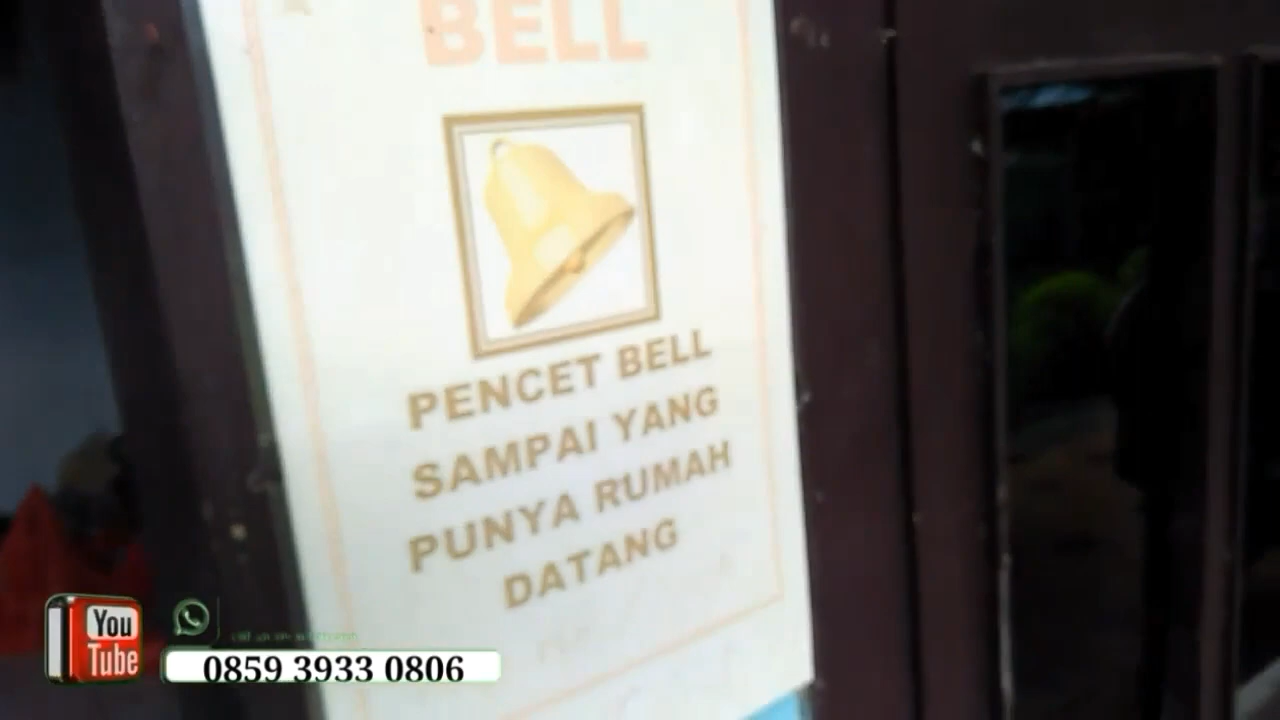 BELL
PENCET BELL
SAMPAI YANG
PUNYA RUMAH
DATANG
You
Tube
0859 3933 0806